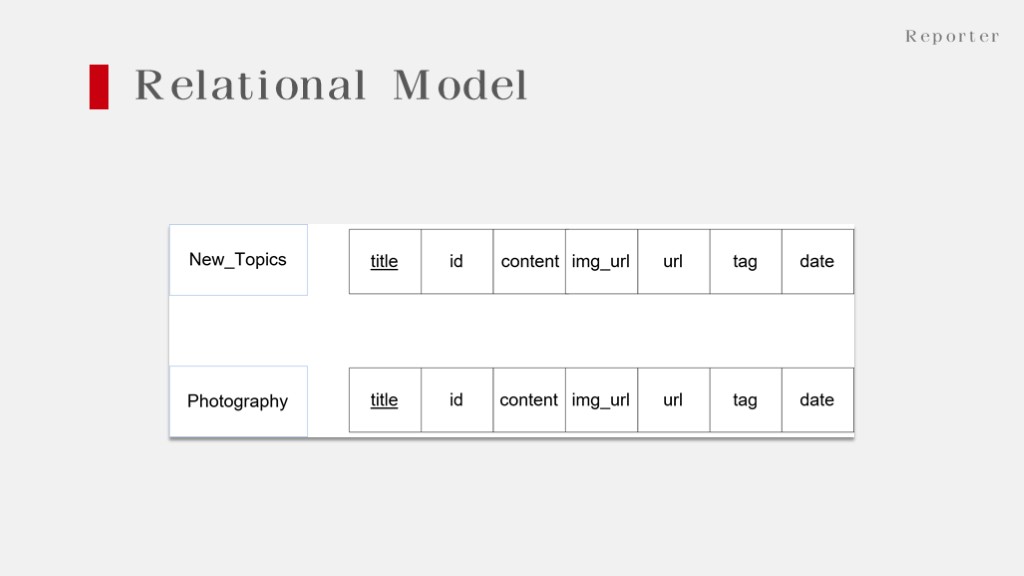 Reporter
Relational Model
New_Topics title id content img_url url tag date
Photography title id content img_url url tag date